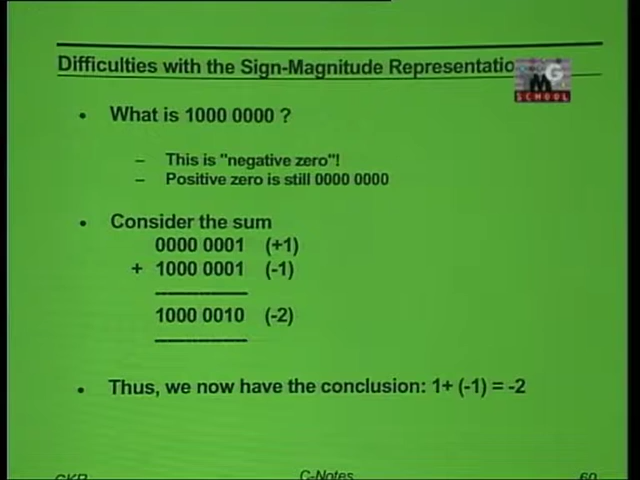 Difficulties with the Sign-Magnitude Representatio
MG
SCHOOL
• What is 1000 0000 ?
– This is "negative zero"!
– Positive zero is still 0000 0000
• Consider the sum
0000 0001 (+1)
+ 1000 0001 (-1)
1000 0010 (-2)
• Thus, we now have the conclusion: 1+ (-1) = -2
C-Notes
60